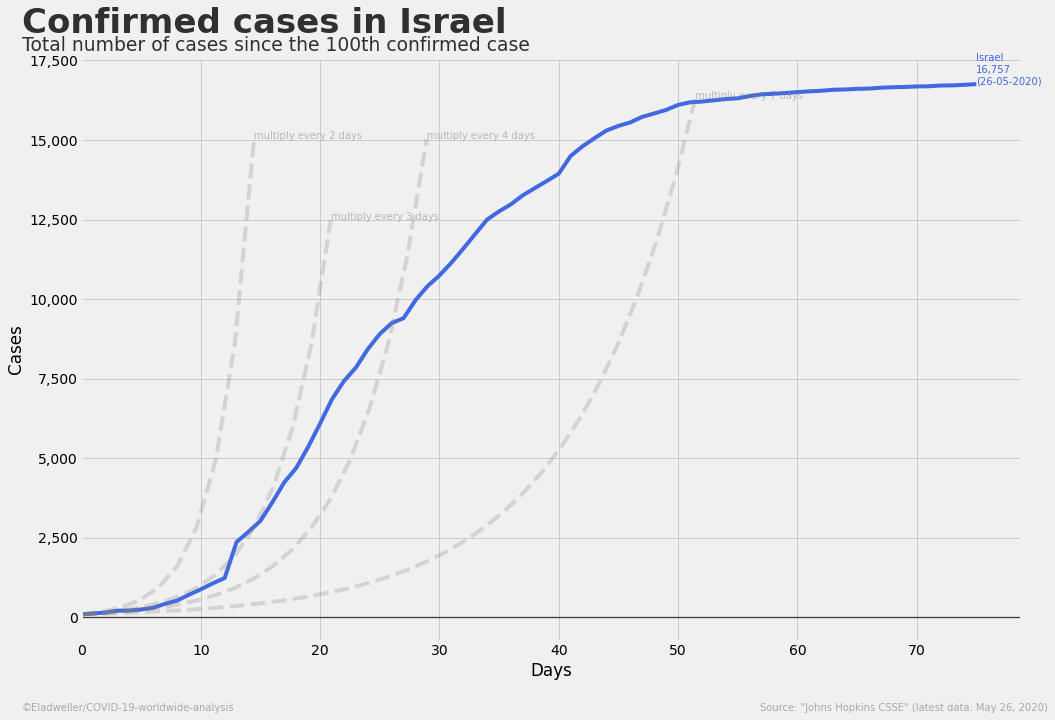 Confirmed cases in Israel
Total number of cases since the 100th confirmed case
17,500
15,000
12,500
10,000
7,500
5,000
2,500
0
Cases
multiply every 2 days
multiply every 3 days
multiply every 4 days
multiply every 7 days
Israel
16,757
(26-05-2020)
0 10 20 30 40 50 60 70
Days
©Eladweller/COVID-19-worldwide-analysis
Source: "Johns Hopkins CSSE" (latest data: May 26, 2020)